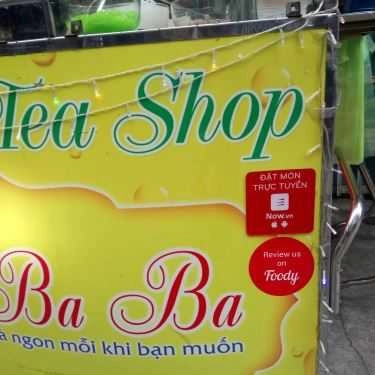 Tea Shop
ĐẶT MÓN
TRỰC TUYẾN
Now.vn
Review us
on
Foody
Ba Ba
ngon mỗi khi bạn muốn